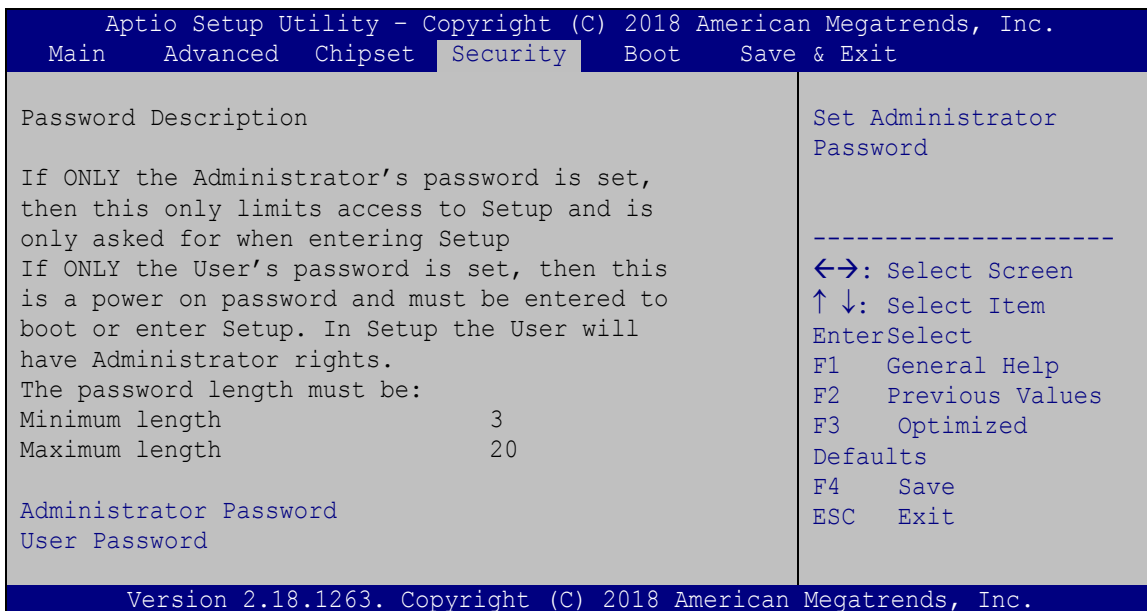 Aptio Setup Utility – Copyright (C) 2018 American Megatrends, Inc.
Main Advanced Chipset Security Boot Save & Exit
Password Description
If ONLY the Administrator’s password is set,
then this only limits access to Setup and is
only asked for when entering Setup
If ONLY the User’s password is set, then this
is a power on password and must be entered to
boot or enter Setup. In Setup the User will
have Administrator rights.
The password length must be:
Minimum length 3
Maximum length 20
Administrator Password
User Password
Set Administrator
Password
---------------------
←→: Select Screen
↑ ↓: Select Item
EnterSelect
F1 General Help
F2 Previous Values
F3 Optimized
Defaults
F4 Save
ESC Exit
Version 2.18.1263. Copyright (C) 2018 American Megatrends, Inc.